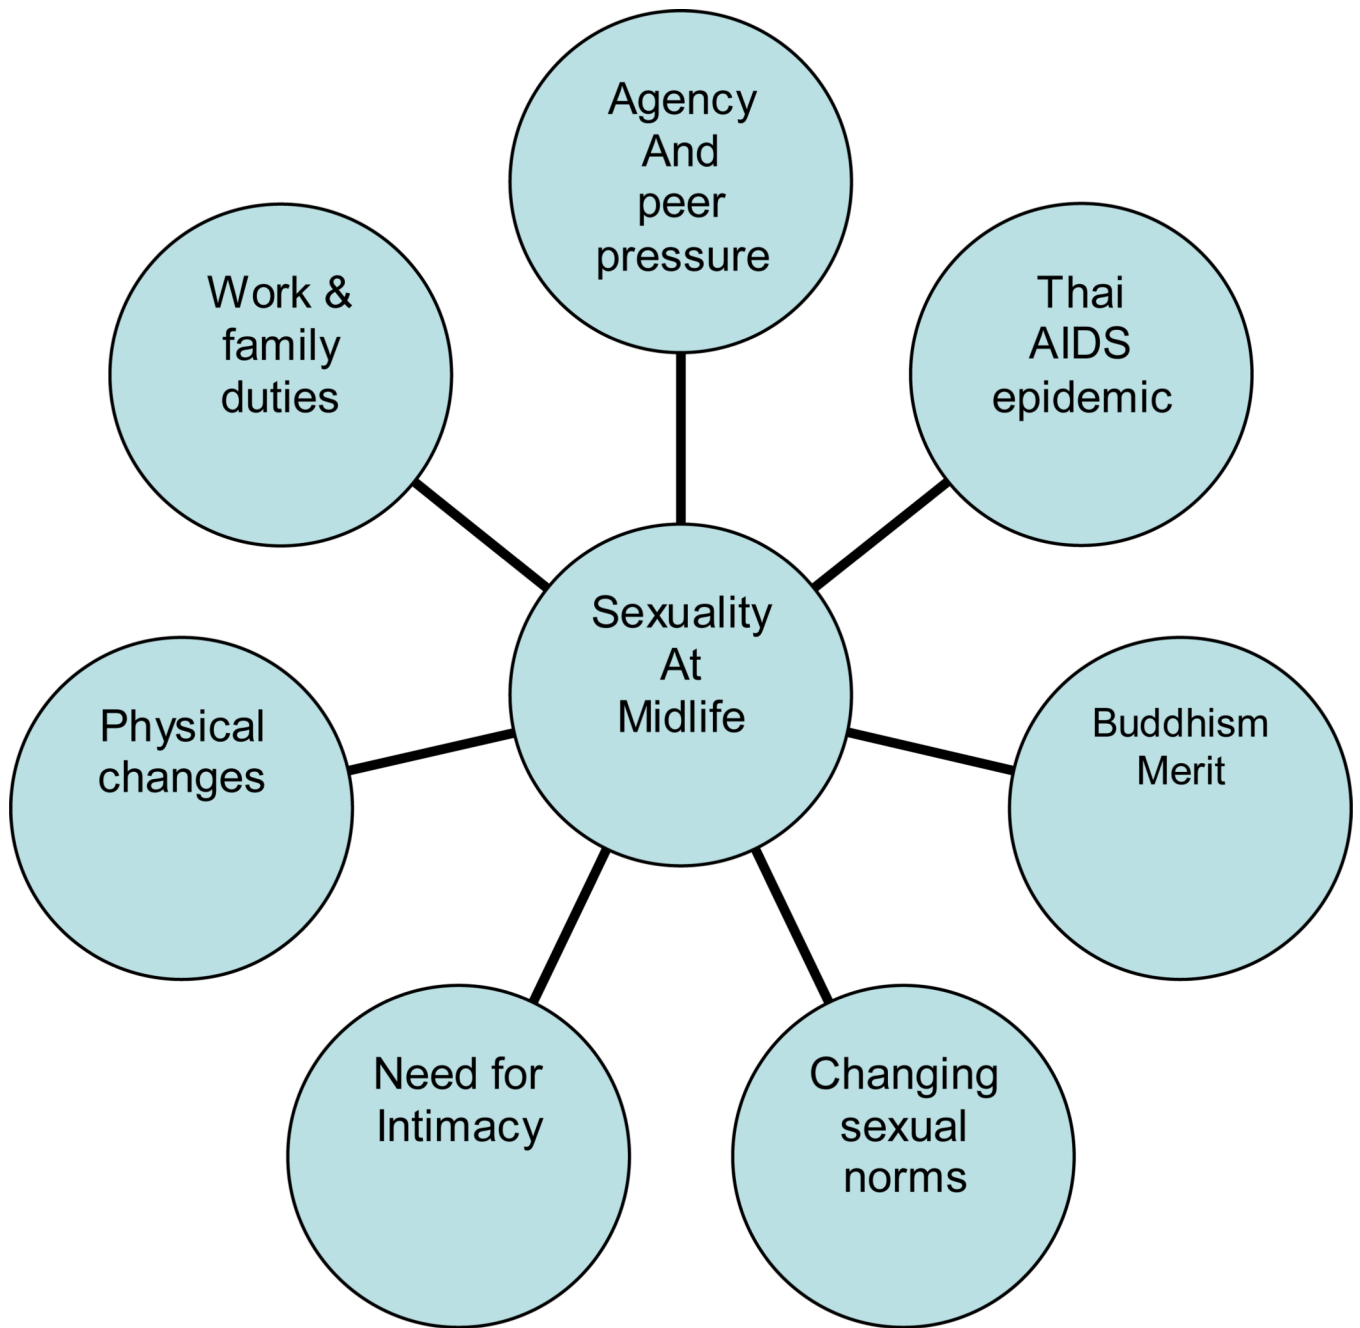 Agency
And
peer
pressure
Work &
family
duties
Thai
AIDS
epidemic
Sexuality
At
Midlife
Physical
changes
Buddhism
Merit
Need for
Intimacy
Changing
sexual
norms